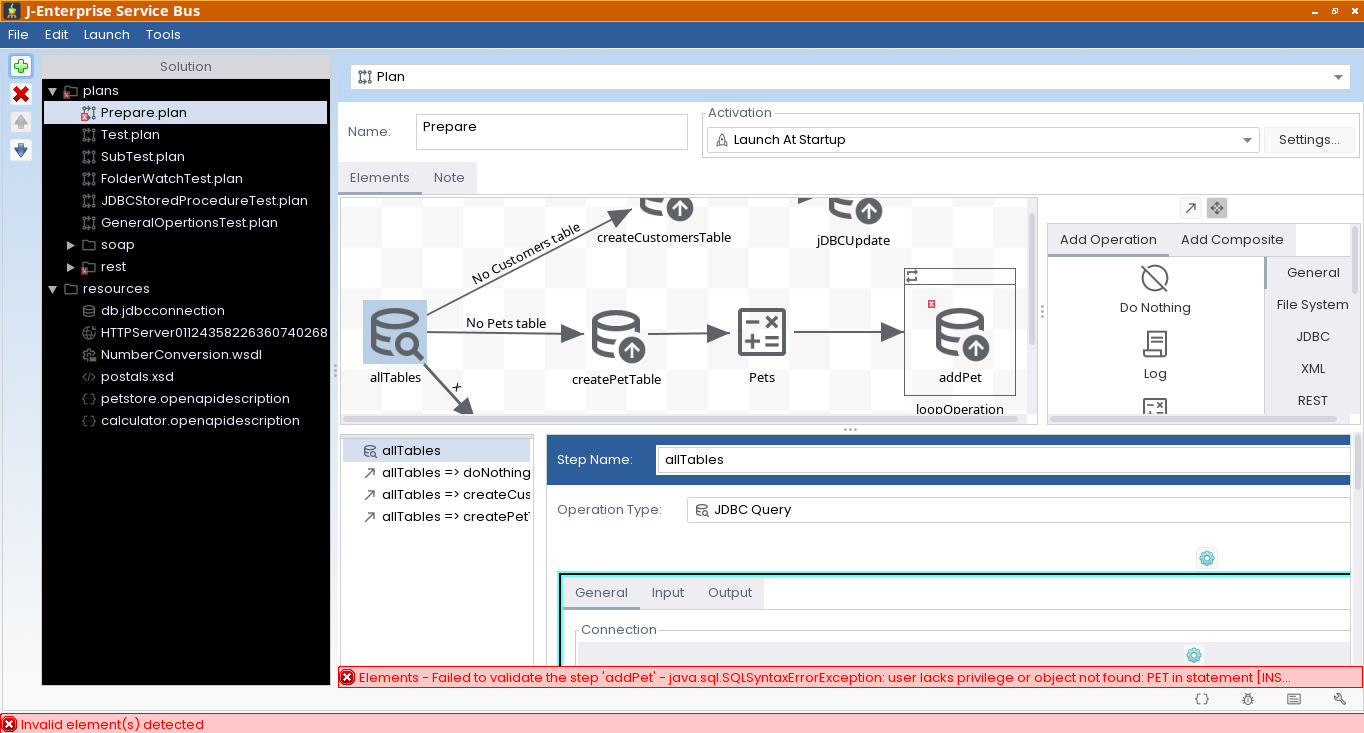 J-Enterprise Service Bus
File Edit Launch Tools
Solution
plans
Prepare.plan
Test.plan
SubTest.plan
FolderWatchTest.plan
JDBCStoredProcedureTest.plan
GeneralOpertionsTest.plan
soap
rest
resources
db.jdbcconnection
HTTPServer01124358226360740268
NumberConversion.wsdl
postals.xsd
petstore.openapidescription
calculator.openapidescription
Plan
Name: Prepare
Activation
Launch At Startup Settings...
Elements Note
No Customers table
createCustomersTable
jDBCUpdate
No Pets table
allTables
createPetTable
Pets
addPet
loopOperation
Add Operation Add Composite
Do Nothing
Log
General
File System
JDBC
XML
REST
allTables
allTables => doNothing
allTables => createCus
allTables => createPet
Step Name: allTables
Operation Type: JDBC Query
General Input Output
Connection
Elements - Failed to validate the step 'addPet' - java.sql.SQLSyntaxErrorException: user lacks privilege or object not found: PET in statement [INS...
Invalid element(s) detected